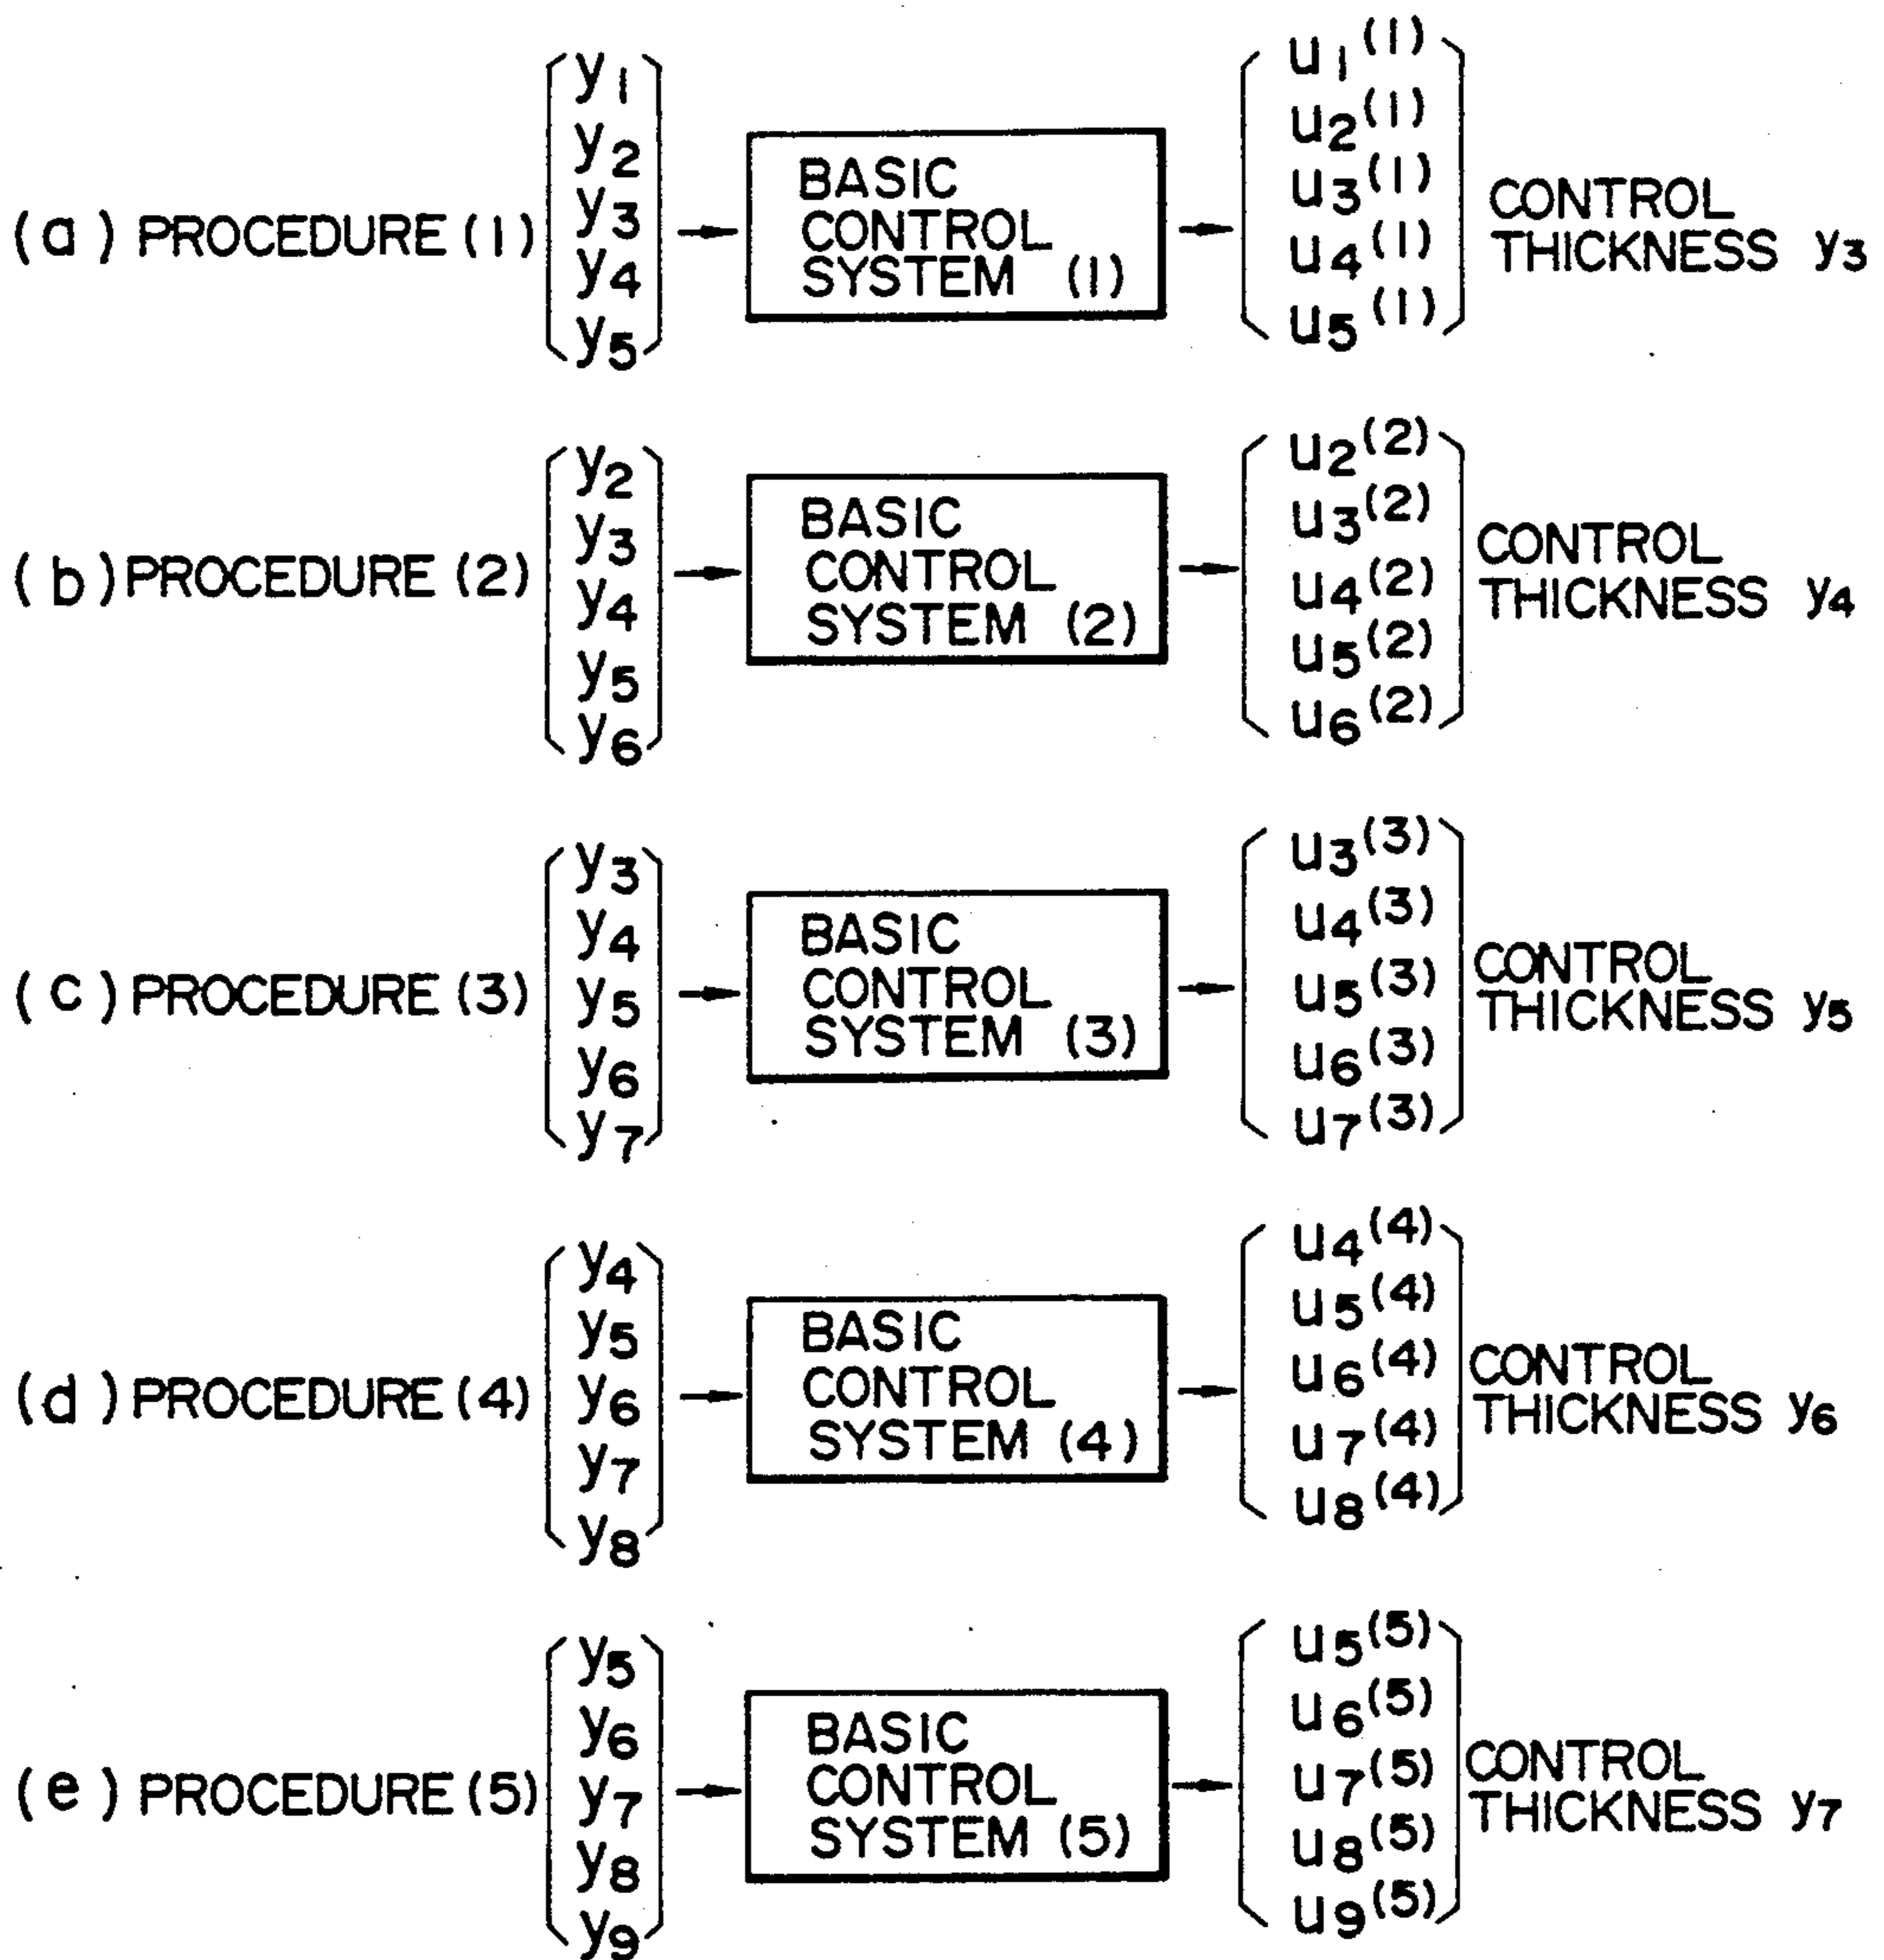 (a) PROCEDURE (1)
y1
y2
y3
y4
y5
BASIC
CONTROL
SYSTEM (1)
u1(1)
u2(1)
u3(1)
u4(1)
u5(1)
CONTROL
THICKNESS y3
(b) PROCEDURE (2)
y2
y3
y4
y5
y6
BASIC
CONTROL
SYSTEM (2)
u2(2)
u3(2)
u4(2)
u5(2)
u6(2)
CONTROL
THICKNESS y4
(c) PROCEDURE (3)
y3
y4
y5
y6
y7
BASIC
CONTROL
SYSTEM (3)
u3(3)
u4(3)
u5(3)
u6(3)
u7(3)
CONTROL
THICKNESS y5
(d) PROCEDURE (4)
y4
y5
y6
y7
y8
BASIC
CONTROL
SYSTEM (4)
u4(4)
u5(4)
u6(4)
u7(4)
u8(4)
CONTROL
THICKNESS y6
(e) PROCEDURE (5)
y5
y6
y7
y8
y9
BASIC
CONTROL
SYSTEM (5)
u5(5)
u6(5)
u7(5)
u8(5)
u9(5)
CONTROL
THICKNESS y7